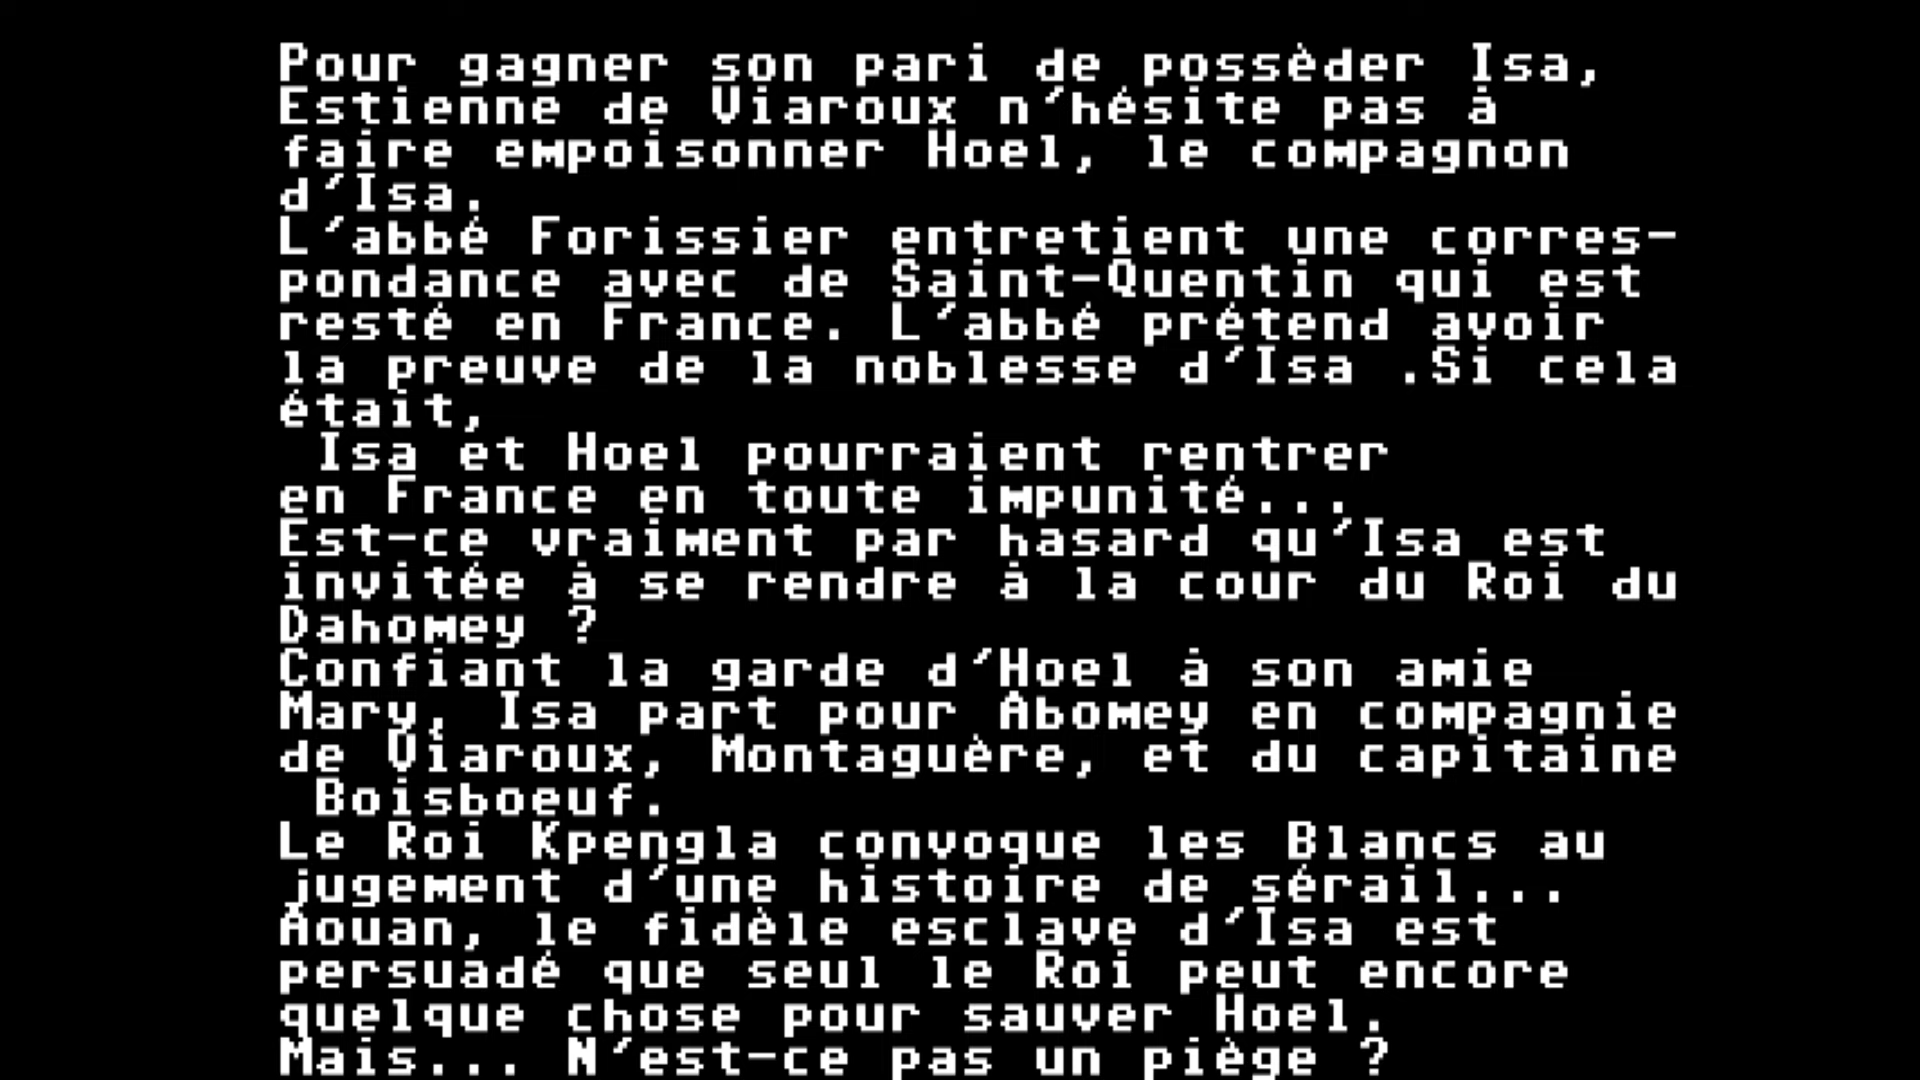 Pour gagner son pari de possèder Isa,
Estienne de Viaroux n'hésite pas à
faire empoisonner Hoel, le compagnon
d'Isa.
L'abbé Forissier entretient une corres-
pondance avec de Saint-Quentin qui est
resté en France. L'abbé prétend avoir
la preuve de la noblesse d'Isa .Si cela
était,
Isa et Hoel pourraient rentrer
en France en toute impunité...
Est-ce vraiment par hasard qu'Isa est
invitée à se rendre à la cour du Roi du
Dahomey ?
Confiant la garde d'Hoel à son amie
Mary, Isa part pour Abomey en compagnie
de Viaroux, Montaguère, et du capitaine
Boisboeuf.
Le Roi Kpengla convoque les Blancs au
jugement d'une histoire de sérail...
Aouan, le fidèle esclave d'Isa est
persuadé que seul le Roi peut encore
quelque chose pour sauver Hoel.
Mais... N'est-ce pas un piège ?